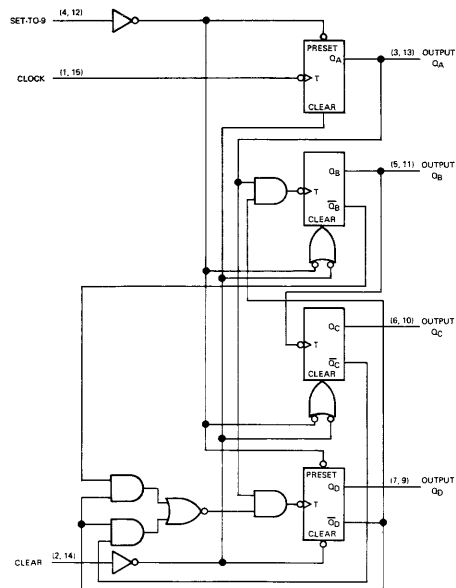 SET-TO-9 (4, 12)
PRESET
QA (3, 13) OUTPUT QA
CLOCK (1, 15)
T
CLEAR
QB (5, 11) OUTPUT QB
T
Q̅B
CLEAR
QC (6, 10) OUTPUT QC
T
Q̅C
CLEAR
PRESET
QD (7, 9) OUTPUT QD
T
Q̅D
CLEAR
CLEAR (2, 14)